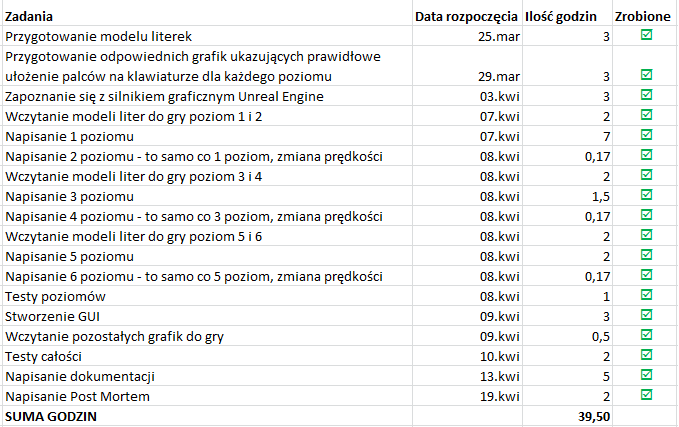 Zadania Data rozpoczęcia Ilość godzin Zrobione
Przygotowanie modelu literek 25.mar 3
Przygotowanie odpowiednich grafik ukazujących prawidłowe
ułożenie palców na klawiaturze dla każdego poziomu 29.mar 3
Zapoznanie się z silnikiem graficznym Unreal Engine 03.kwi 3
Wczytanie modeli liter do gry poziom 1 i 2 07.kwi 2
Napisanie 1 poziomu 07.kwi 7
Napisanie 2 poziomu - to samo co 1 poziom, zmiana prędkości 08.kwi 0,17
Wczytanie modeli liter do gry poziom 3 i 4 08.kwi 2
Napisanie 3 poziomu 08.kwi 1,5
Napisanie 4 poziomu - to samo co 3 poziom, zmiana prędkości 08.kwi 0,17
Wczytanie modeli liter do gry poziom 5 i 6 08.kwi 2
Napisanie 5 poziomu 08.kwi 2
Napisanie 6 poziomu - to samo co 5 poziom, zmiana prędkości 08.kwi 0,17
Testy poziomów 08.kwi 1
Stworzenie GUI 09.kwi 3
Wczytanie pozostałych grafik do gry 09.kwi 0,5
Testy całości 10.kwi 2
Napisanie dokumentacji 13.kwi 5
Napisanie Post Mortem 19.kwi 2
SUMA GODZIN 39,50